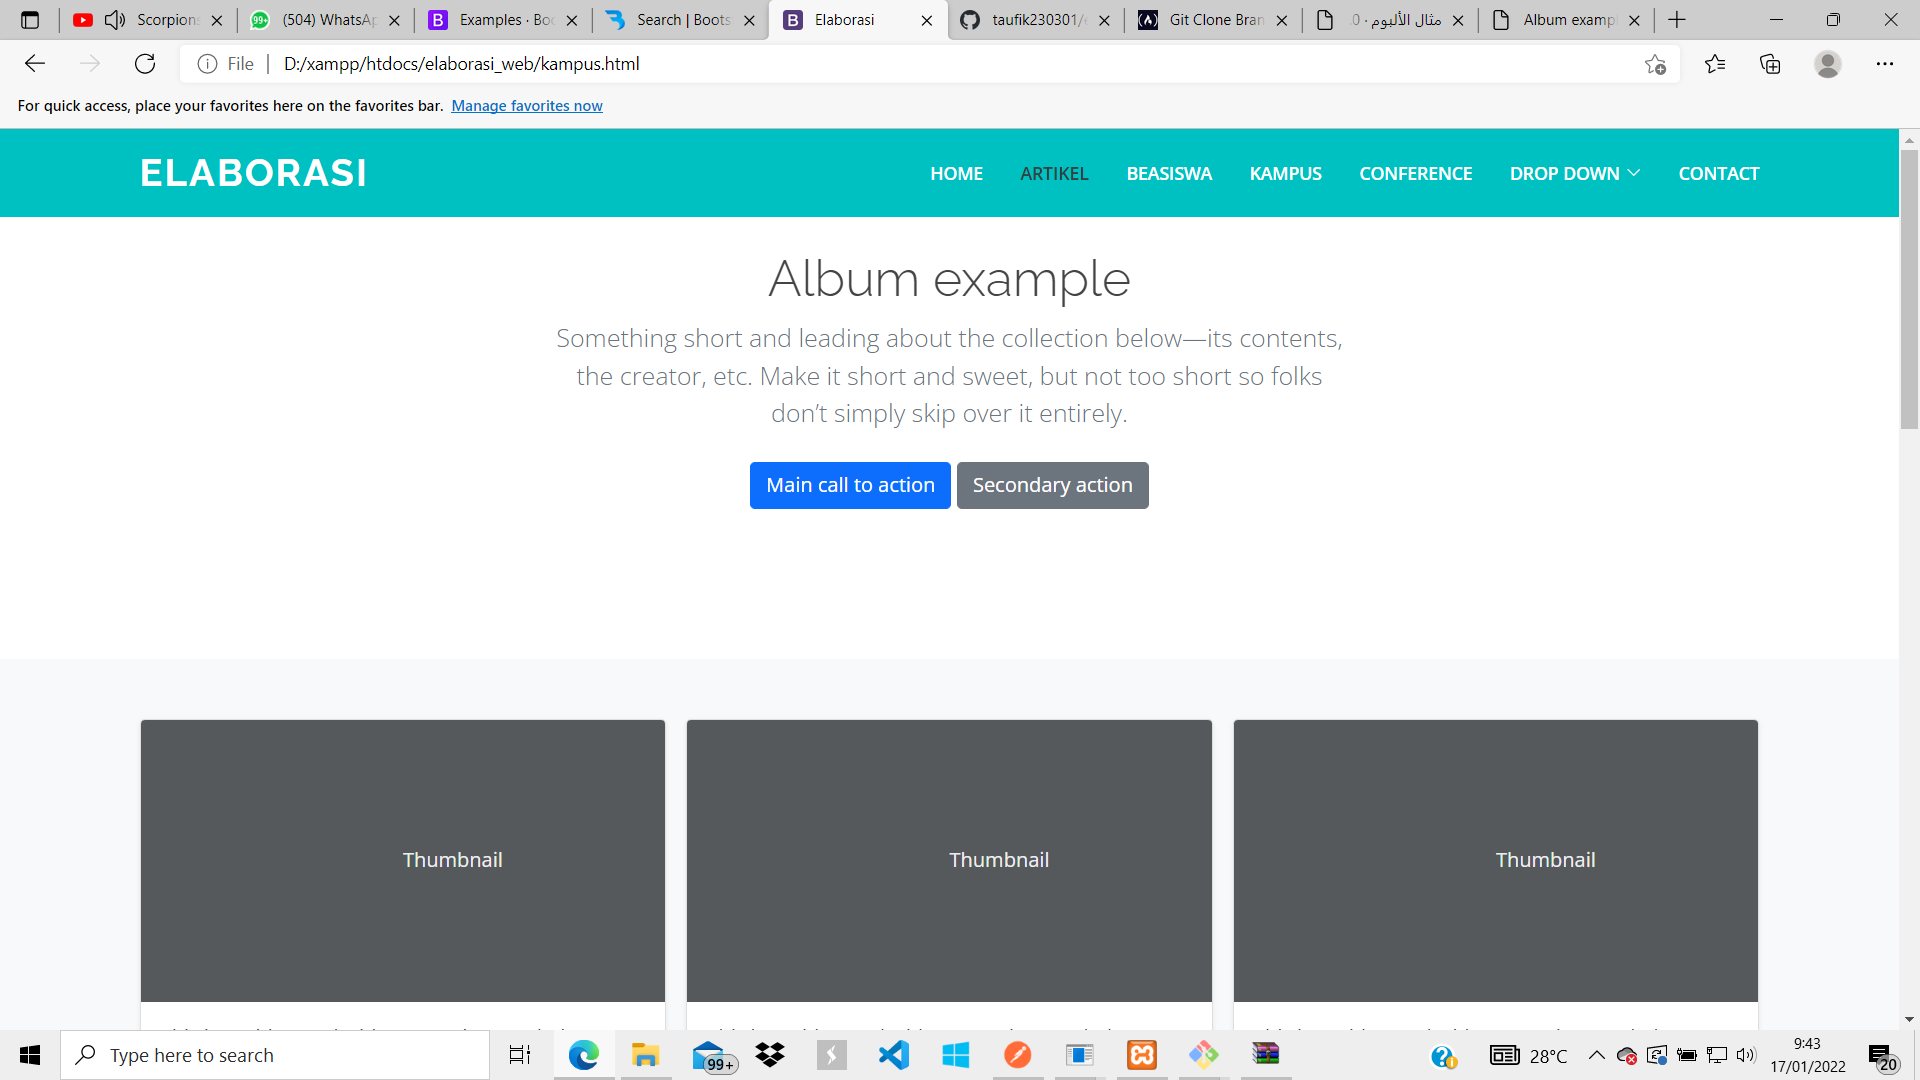 Scorpions
(504) WhatsAp
Examples · Boo
Search | Boots
Elaborasi
taufik230301/e
Git Clone Bran
مثال الألبوم · 0.
Album exampl
File
D:/xampp/htdocs/elaborasi_web/kampus.html
For quick access, place your favorites here on the favorites bar. Manage favorites now
ELABORASI
HOME ARTIKEL BEASISWA KAMPUS CONFERENCE DROP DOWN CONTACT
Album example
Something short and leading about the collection below—its contents,
the creator, etc. Make it short and sweet, but not too short so folks
don’t simply skip over it entirely.
Main call to action Secondary action
Thumbnail Thumbnail Thumbnail
Type here to search
99+
28°C
9:43
17/01/2022
20